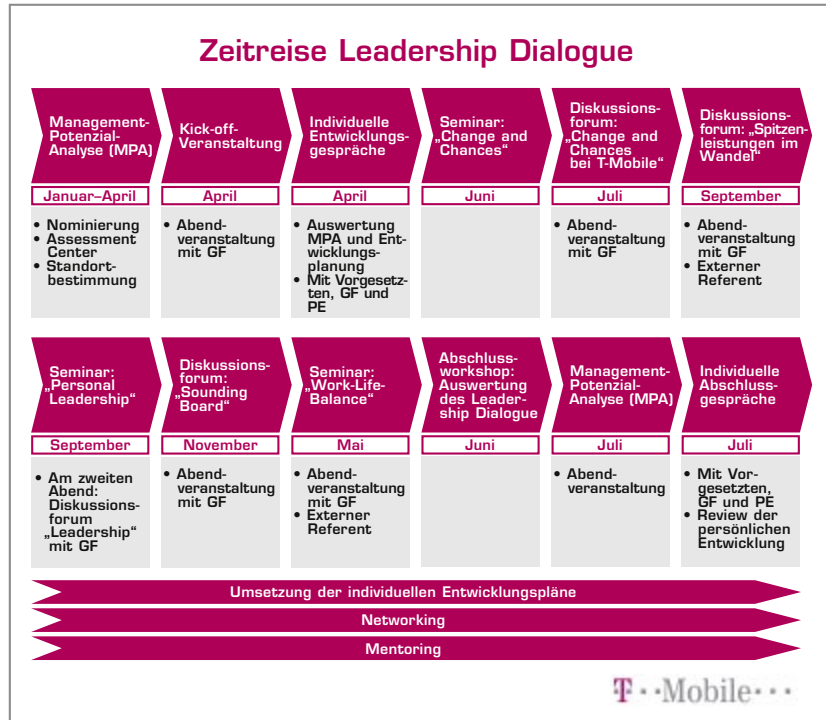 Zeitreise Leadership Dialogue
Management-
Potenzial-
Analyse (MPA)
Januar–April
• Nominierung
• Assessment
Center
• Standort-
bestimmung
Kick-off-
Veranstaltung
April
• Abend-
veranstaltung
mit GF
Individuelle
Entwicklungs-
gespräche
April
• Auswertung
MPA und Ent-
wicklungs-
planung
• Mit Vorgesetz-
ten, GF und
PE
Seminar:
„Change and
Chances“
Juni
Diskussions-
forum:
„Change and
Chances
bei T-Mobile“
Juli
• Abend-
veranstaltung
mit GF
Diskussions-
forum: „Spitzen-
leistungen im
Wandel“
September
• Abend-
veranstaltung
mit GF
• Externer
Referent
Seminar:
„Personal
Leadership“
September
• Am zweiten
Abend:
Diskussions-
forum
„Leadership“
mit GF
Diskussions-
forum:
„Sounding
Board“
November
• Abend-
veranstaltung
mit GF
Seminar:
„Work-Life-
Balance“
Mai
• Abend-
veranstaltung
mit GF
• Externer
Referent
Abschluss-
workshop:
Auswertung
des Leader-
ship Dialogue
Juni
Management-
Potenzial-
Analyse (MPA)
Juli
• Abend-
veranstaltung
Individuelle
Abschluss-
gespräche
Juli
• Mit Vor-
gesetzten,
GF und PE
• Review der
persönlichen
Entwicklung
Umsetzung der individuellen Entwicklungspläne
Networking
Mentoring
T··Mobile···